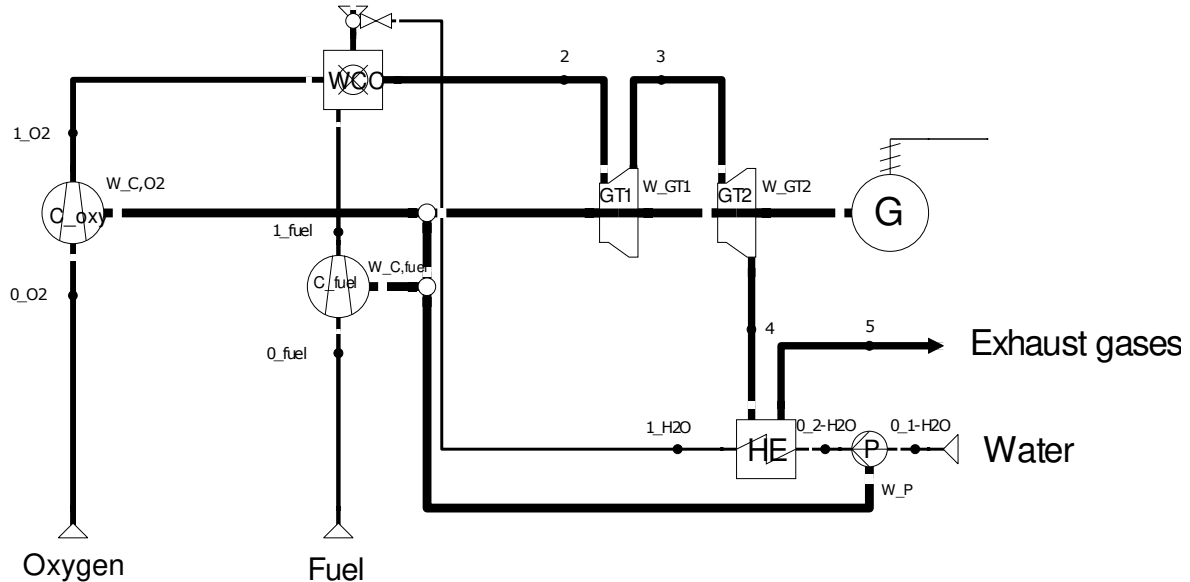 WCC
2
3
1_O2
W_C,O2
C_oxy
GT1
W_GT1
GT2
W_GT2
G
1_fuel
W_C,fuel
C_fuel
0_O2
0_fuel
4
5
Exhaust gases
1_H2O
HE
0_2-H2O
P
0_1-H2O
Water
W_P
Oxygen
Fuel